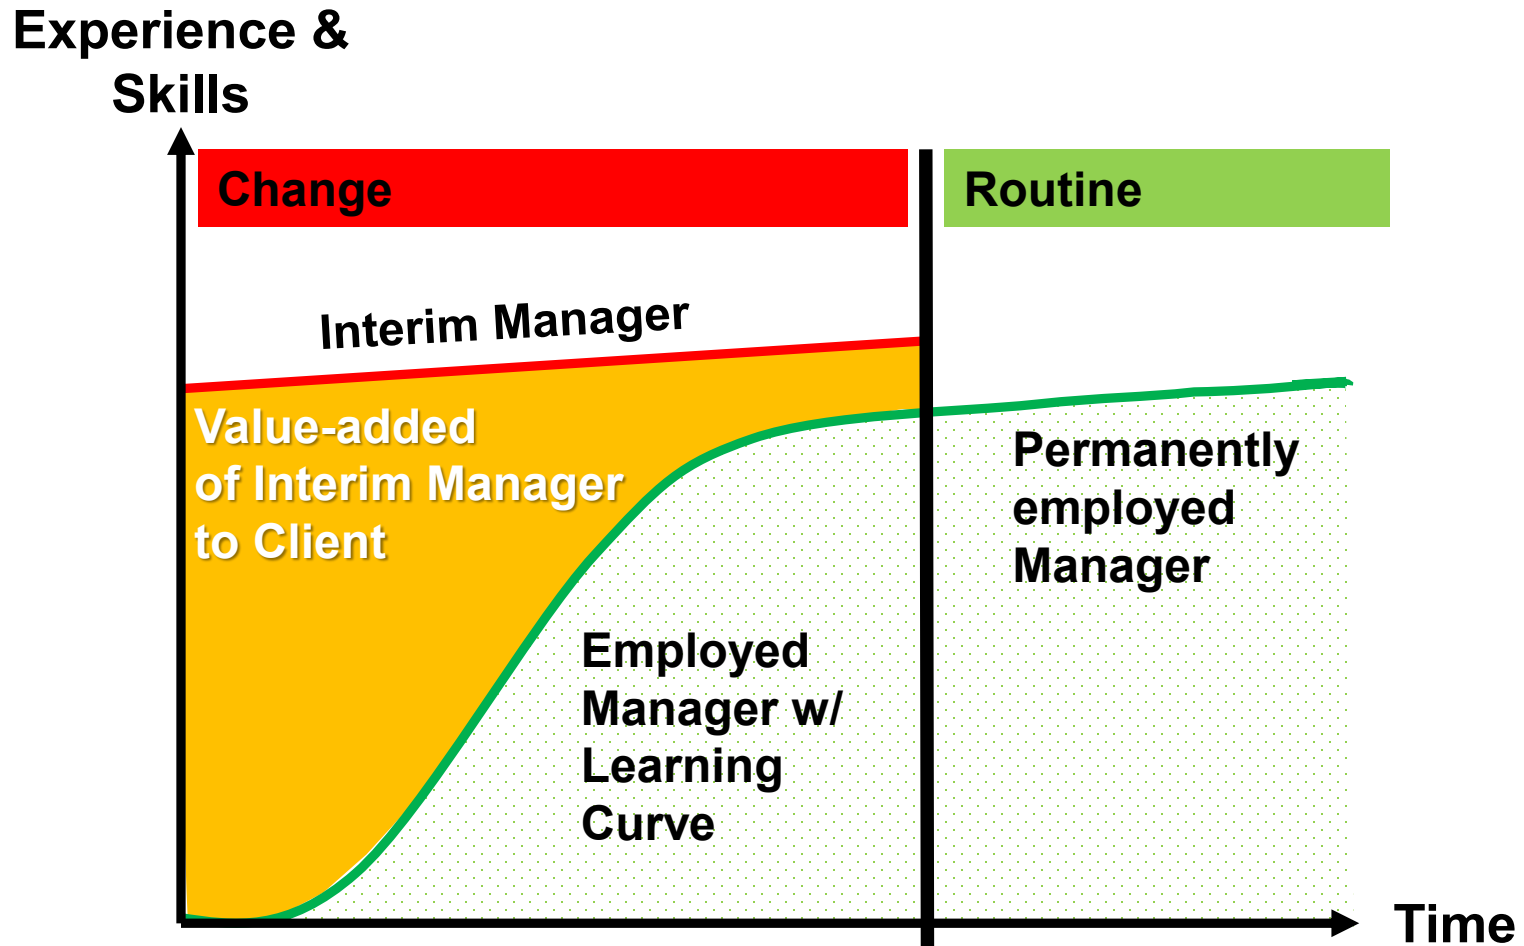 Experience &
Skills
Change
Routine
Interim Manager
Value-added
of Interim Manager
to Client
Permanently
employed
Manager
Employed
Manager w/
Learning
Curve
Time